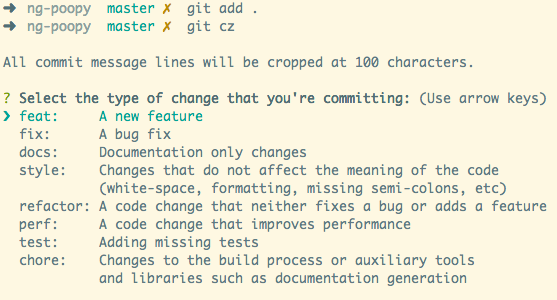 ➜ ng-poopy master ✗ git add .
➜ ng-poopy master ✗ git cz
All commit message lines will be cropped at 100 characters.
? Select the type of change that you're committing: (Use arrow keys)
❯ feat: A new feature
fix: A bug fix
docs: Documentation only changes
style: Changes that do not affect the meaning of the code
(white-space, formatting, missing semi-colons, etc)
refactor: A code change that neither fixes a bug or adds a feature
perf: A code change that improves performance
test: Adding missing tests
chore: Changes to the build process or auxiliary tools
and libraries such as documentation generation